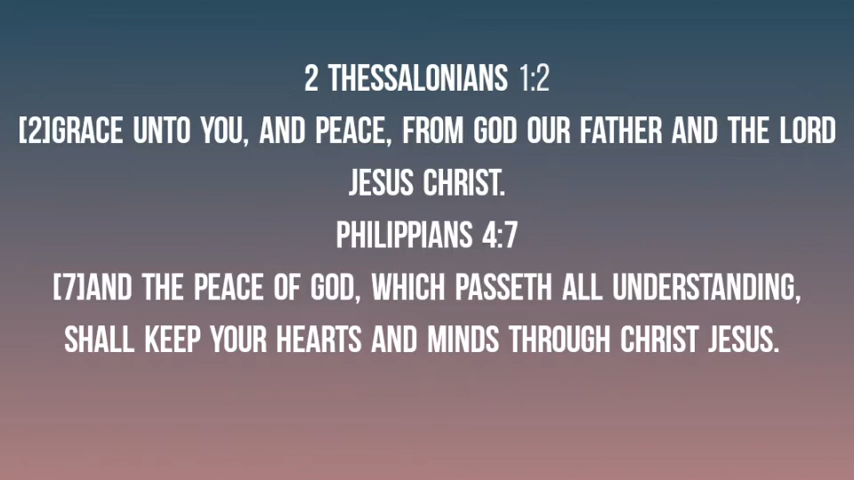 2 THESSALONIANS 1:2
[2]GRACE UNTO YOU, AND PEACE, FROM GOD OUR FATHER AND THE LORD
JESUS CHRIST.
PHILIPPIANS 4:7
[7]AND THE PEACE OF GOD, WHICH PASSETH ALL UNDERSTANDING,
SHALL KEEP YOUR HEARTS AND MINDS THROUGH CHRIST JESUS.